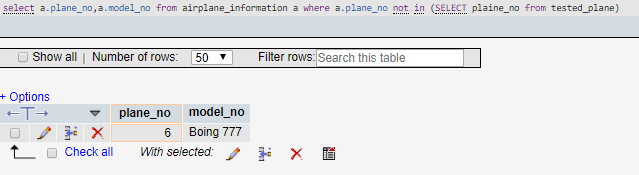 select a.plane_no,a.model_no from airplane_information a where a.plane_no not in (SELECT plaine_no from tested_plane)
Show all | Number of rows: 50 Filter rows: Search this table
+ Options
←T→ plane_no model_no
6 Boing 777
Check all With selected: